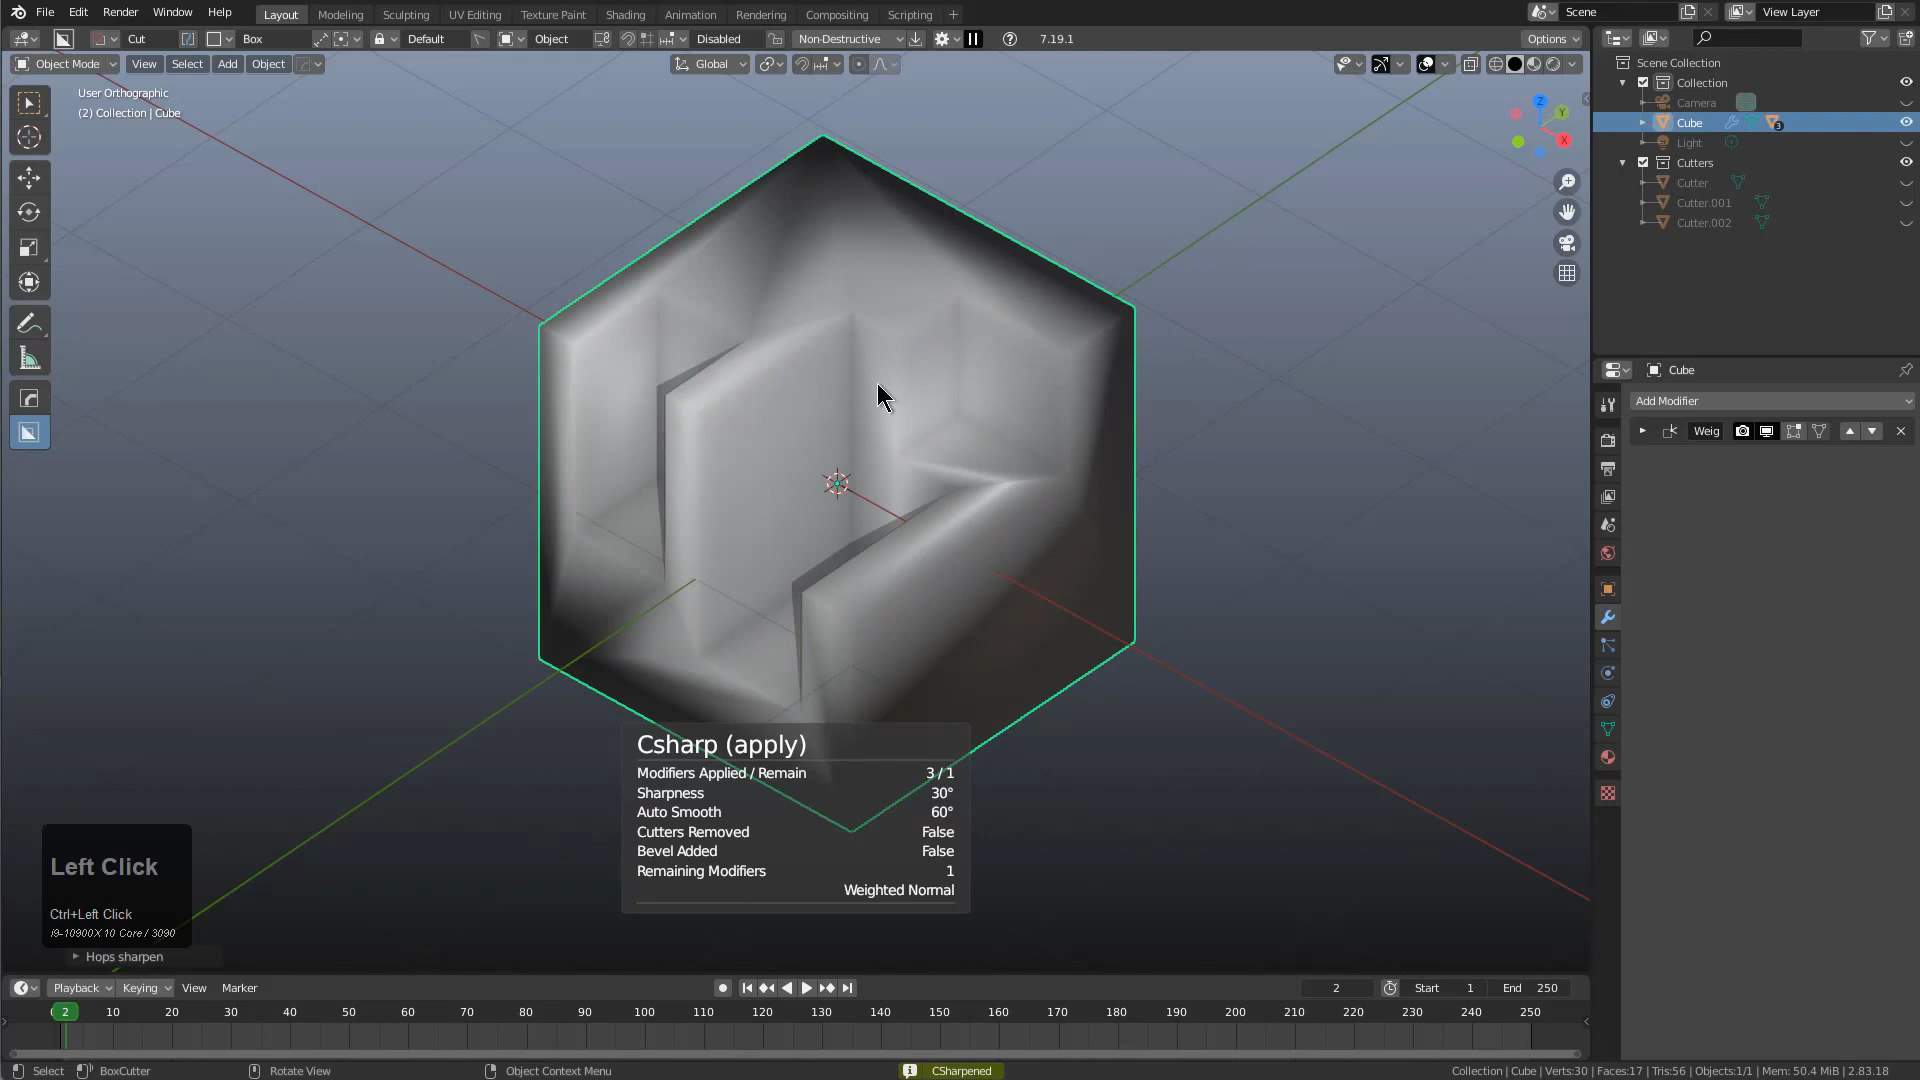 File Edit Render Window Help Layout Modeling Sculpting UV Editing Texture Paint Shading Animation Rendering Compositing Scripting + Scene View Layer
Cut Box Default Object Disabled Non-Destructive 7.19.1 Options
Object Mode View Select Add Object Global
User Orthographic
(2) Collection | Cube
Z
Y
X
Scene Collection
Collection
Camera
Cube 3
Light
Cutters
Cutter
Cutter.001
Cutter.002
Cube
Add Modifier
Weig
Csharp (apply)
Modifiers Applied / Remain 3 / 1
Sharpness 30°
Auto Smooth 60°
Cutters Removed False
Bevel Added False
Remaining Modifiers 1
Weighted Normal
Left Click
Ctrl+Left Click
i9-10900X 10 Core / 3090
Hops sharpen
Playback Keying View Marker 2 Start 1 End 250
2 10 20 30 40 50 60 70 80 90 100 110 120 130 140 150 160 170 180 190 200 210 220 230 240 250
Select BoxCutter Rotate View Object Context Menu CSharpened Collection | Cube | Verts:30 | Faces:17 | Tris:56 | Objects:1/1 | Mem: 50.4 MiB | 2.83.18